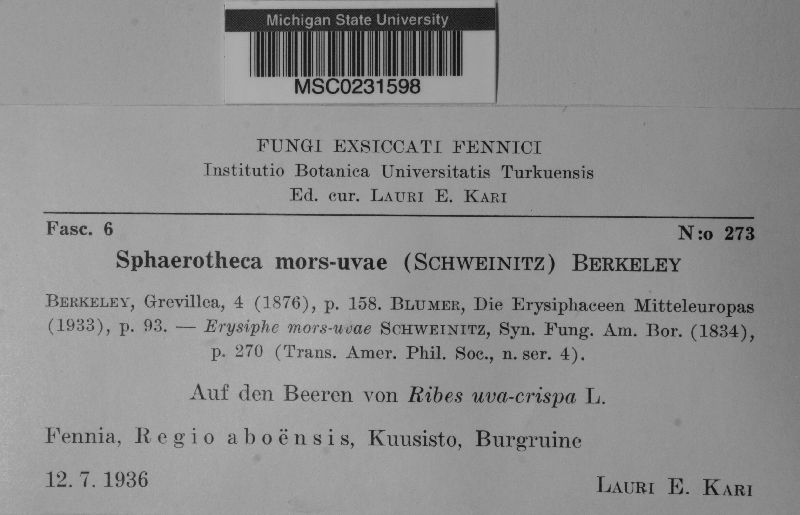 Michigan State University
MSC0231598
FUNGI EXSICCATI FENNICI
Institutio Botanica Universitatis Turkuensis
Ed. cur. LAURI E. KARI
Fasc. 6 N:o 273
Sphaerotheca mors-uvae (SCHWEINITZ) BERKELEY
BERKELEY, Grevillea, 4 (1876), p. 158. BLUMER, Die Erysiphaceen Mitteleuropas
(1933), p. 93. — Erysiphe mors-uvae SCHWEINITZ, Syn. Fung. Am. Bor. (1834),
p. 270 (Trans. Amer. Phil. Soc., n. ser. 4).
Auf den Beeren von Ribes uva-crispa L.
Fennia, Regio aboënsis, Kuusisto, Burgruine
12. 7. 1936 LAURI E. KARI